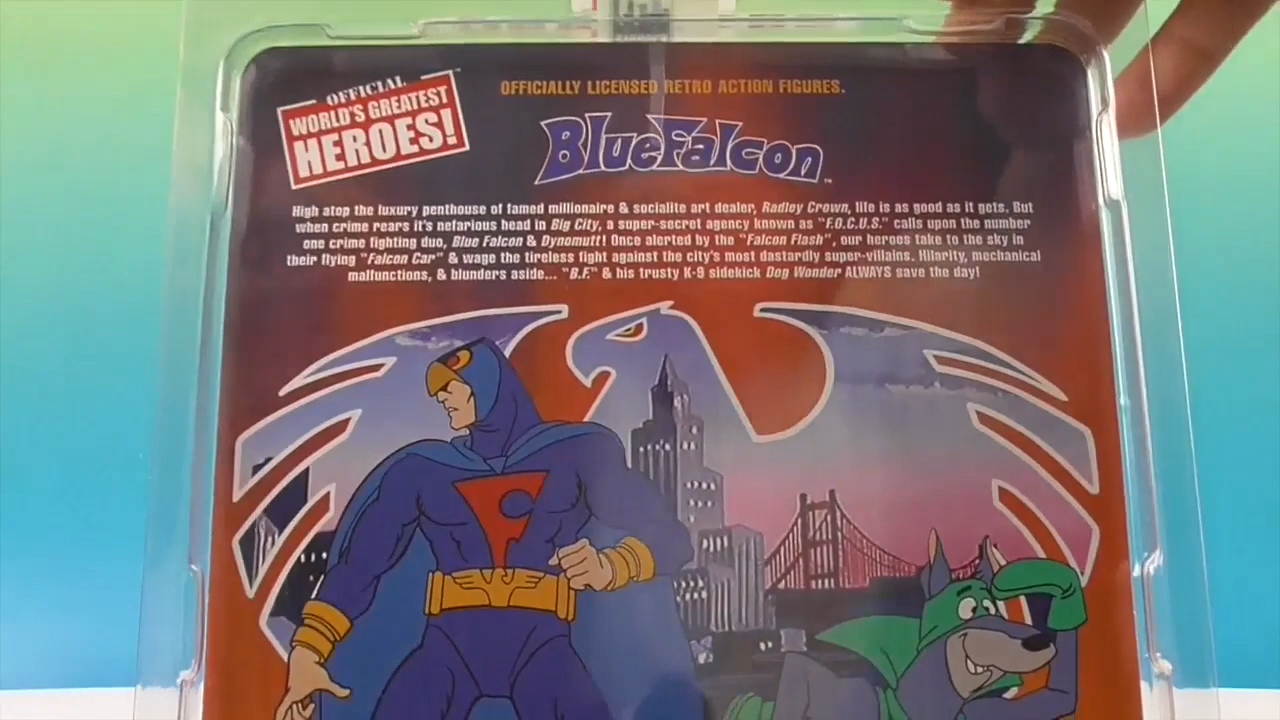 OFFICIAL
WORLD'S GREATEST
HEROES!
OFFICIALLY LICENSED RETRO ACTION FIGURES.
BlueFalcon™
High atop the luxury penthouse of famed millionaire & socialite art dealer, Radley Crown, life is as good as it gets. But
when crime rears it's nefarious head in Big City, a super-secret agency known as "F.O.C.U.S." calls upon the number
one crime fighting duo, Blue Falcon & Dynomutt! Once alerted by the "Falcon Flash", our heroes take to the sky in
their flying "Falcon Car" & wage the tireless fight against the city's most dastardly super-villains. Hilarity, mechanical
malfunctions, & blunders aside... "B.F." & his trusty K-9 sidekick Dog Wonder ALWAYS save the day!